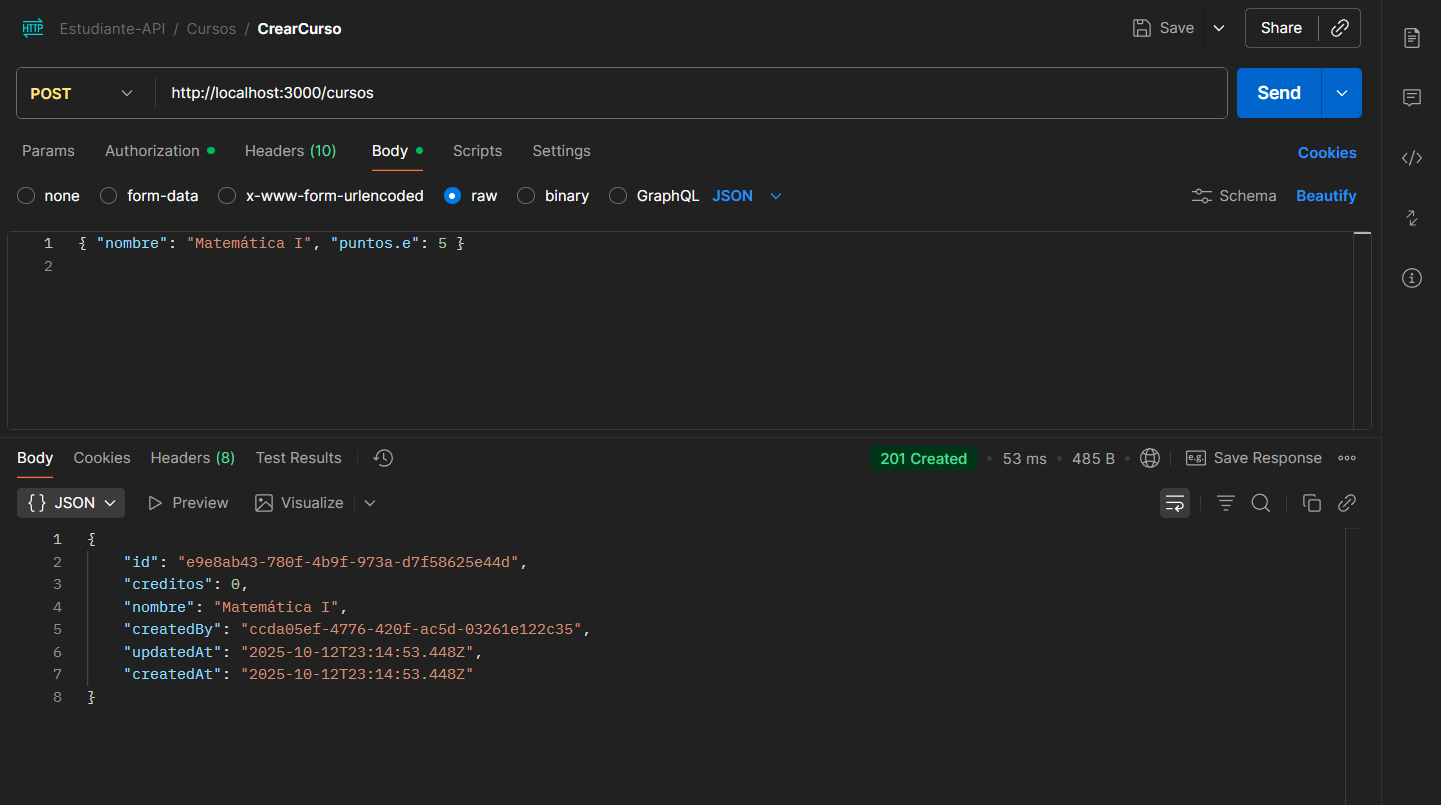 HTTP Estudiante-API / Cursos / CrearCurso Save Share
POST http://localhost:3000/cursos Send
Params Authorization Headers (10) Body Scripts Settings Cookies
none form-data x-www-form-urlencoded raw binary GraphQL JSON Schema Beautify
1 { "nombre": "Matemática I", "puntos.e": 5 }
2
Body Cookies Headers (8) Test Results 201 Created • 53 ms • 485 B • e.g. Save Response
{} JSON Preview Visualize
1 {
2 "id": "e9e8ab43-780f-4b9f-973a-d7f58625e44d",
3 "creditos": 0,
4 "nombre": "Matemática I",
5 "createdBy": "ccda05ef-4776-420f-ac5d-03261e122c35",
6 "updatedAt": "2025-10-12T23:14:53.448Z",
7 "createdAt": "2025-10-12T23:14:53.448Z"
8 }